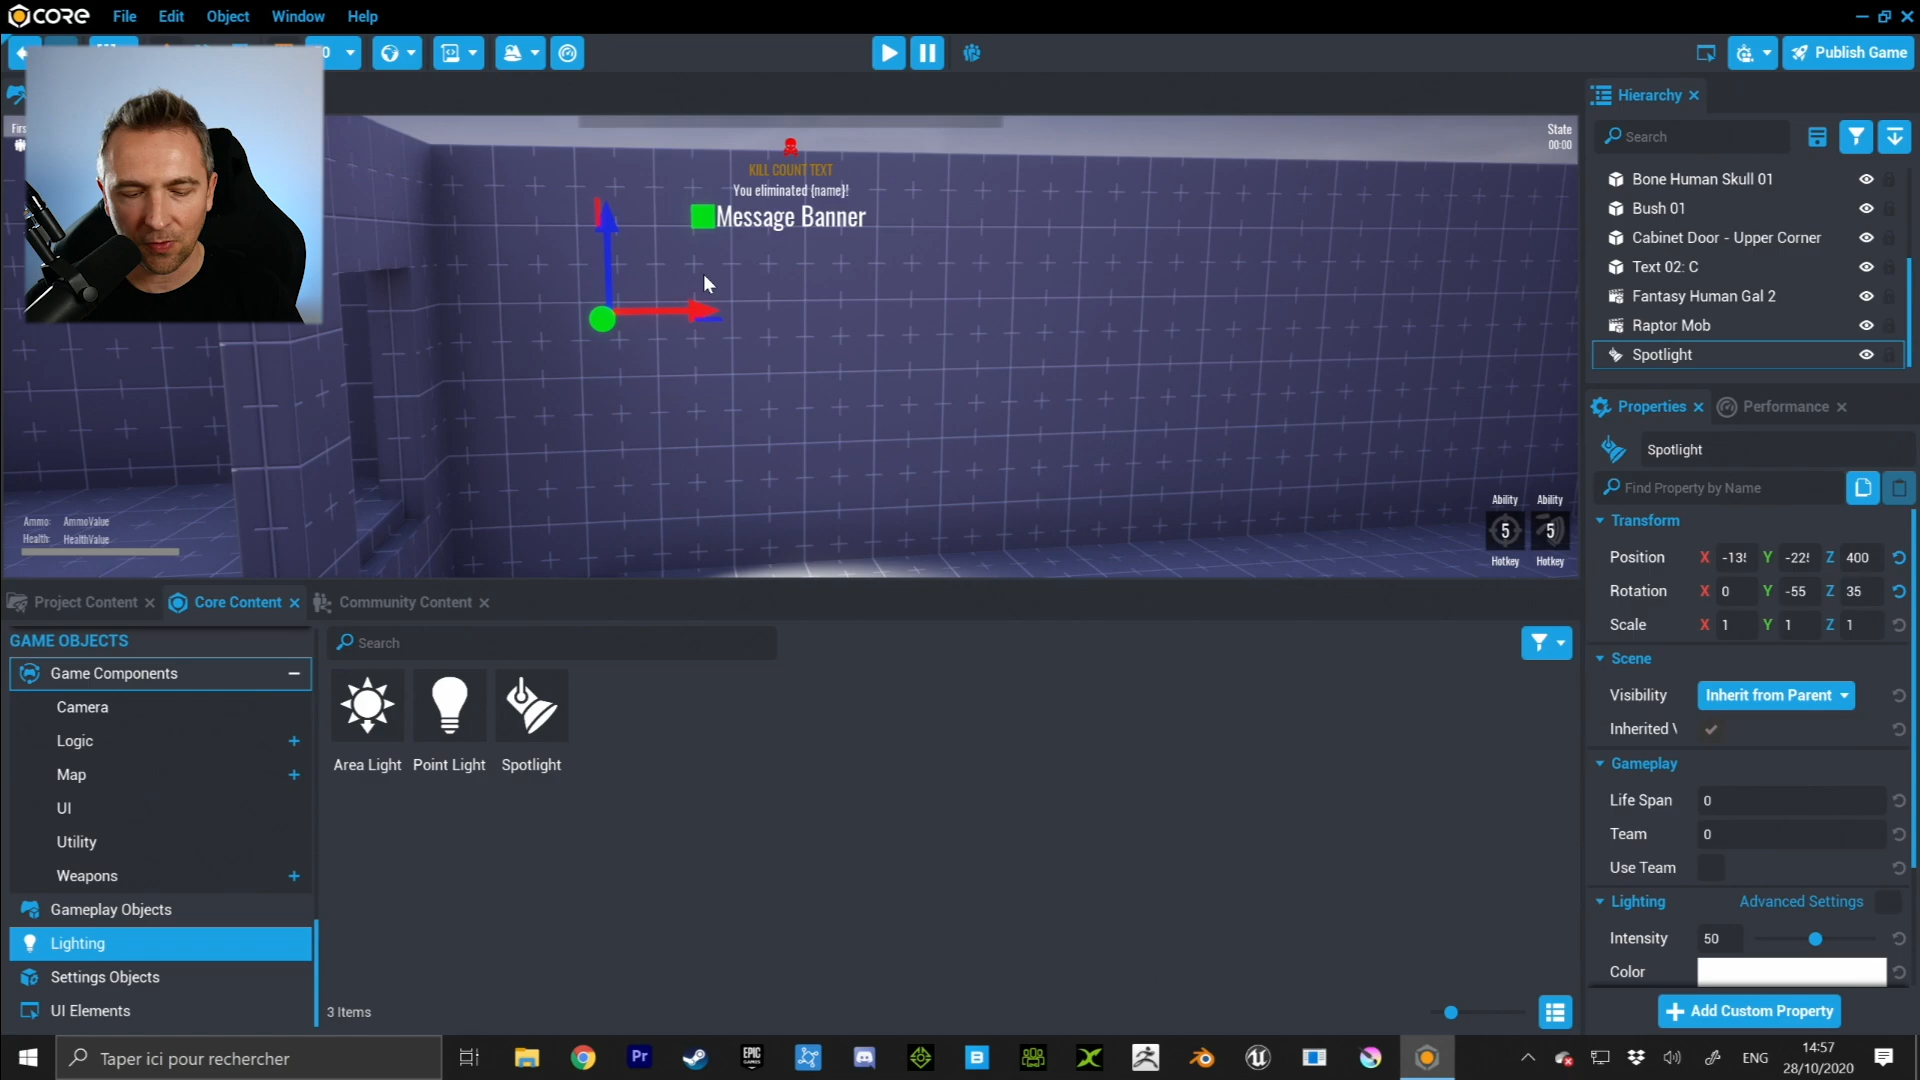 CORE File Edit Object Window Help
Publish Game
Hierarchy
Search
State
00:00
KILL COUNT TEXT
You eliminated {name}!
Message Banner
Bone Human Skull 01
Bush 01
Cabinet Door - Upper Corner
Text 02: C
Fantasy Human Gal 2
Raptor Mob
Spotlight
Properties Performance
Spotlight
Find Property by Name
Transform
Position X Y Z 400
Rotation X 0 Y -55 Z 35
Scale X 1 Y 1 Z 1
Scene
Visibility Inherit from Parent
Inherited
Gameplay
Life Span 0
Team 0
Use Team
Lighting Advanced Settings
Intensity 50
Color
Add Custom Property
Ammo: AmmoValue
Health: HealthValue
Ability Ability
5 5
Hotkey Hotkey
Project Content Core Content Community Content
GAME OBJECTS
Search
Game Components
Camera
Logic
Map
UI
Utility
Weapons
Gameplay Objects
Lighting
Settings Objects
UI Elements
Area Light Point Light Spotlight
3 Items
Taper ici pour rechercher
Pr
EPIC GAMES
B
ENG
14:57
28/10/2020